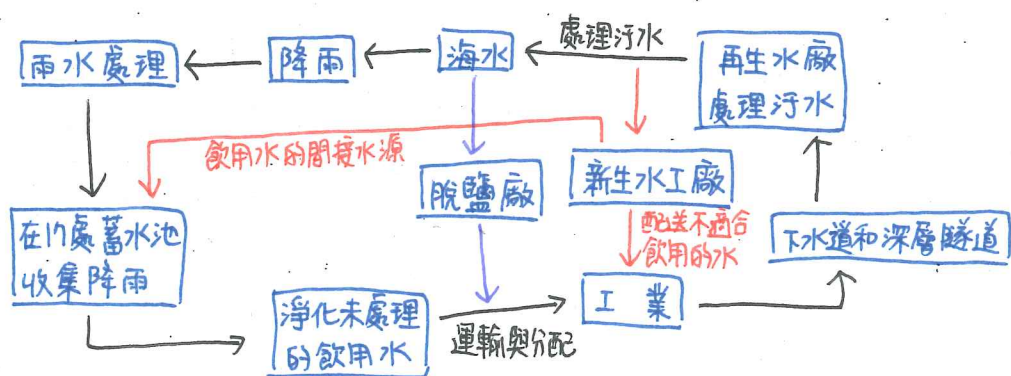 處理汙水
雨水處理
降雨
海水
再生水廠
處理汙水
飲用水的間接水源
脫鹽廠
新生水工廠
在17處蓄水池
收集降雨
配送不適合
飲用的水
下水道和深層隧道
淨化未處理
的飲用水
運輸與分配
工業